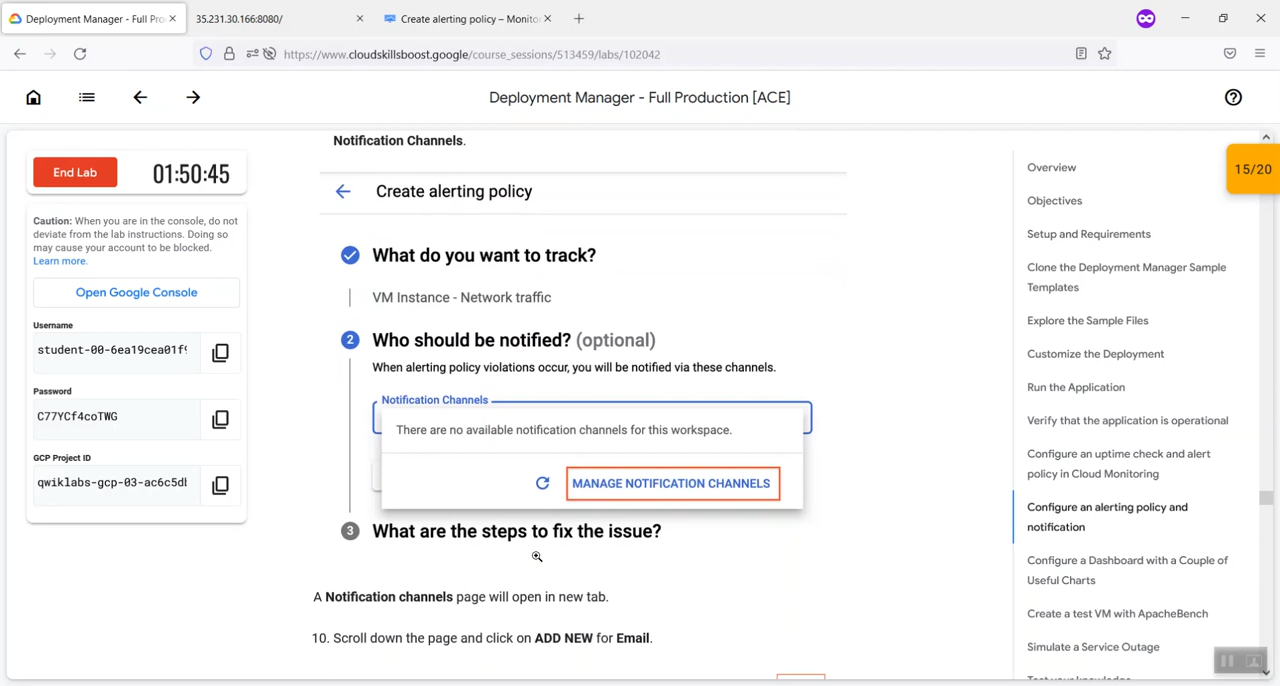 Deployment Manager - Full Pro
35.231.30.166:8080/
Create alerting policy – Monito
https://www.cloudskillsboost.google/course_sessions/513459/labs/102042
Deployment Manager - Full Production [ACE]
End Lab
01:50:45
Caution: When you are in the console, do not
deviate from the lab instructions. Doing so
may cause your account to be blocked.
Learn more.
Open Google Console
Username
student-00-6ea19cea01f9
Password
C77YCf4coTWG
GCP Project ID
qwiklabs-gcp-03-ac6c5db
Notification Channels.
Create alerting policy
What do you want to track?
VM Instance - Network traffic
2
Who should be notified? (optional)
When alerting policy violations occur, you will be notified via these channels.
Notification Channels
There are no available notification channels for this workspace.
MANAGE NOTIFICATION CHANNELS
3
What are the steps to fix the issue?
A Notification channels page will open in new tab.
10. Scroll down the page and click on ADD NEW for Email.
Overview
Objectives
Setup and Requirements
Clone the Deployment Manager Sample
Templates
Explore the Sample Files
Customize the Deployment
Run the Application
Verify that the application is operational
Configure an uptime check and alert
policy in Cloud Monitoring
Configure an alerting policy and
notification
Configure a Dashboard with a Couple of
Useful Charts
Create a test VM with ApacheBench
Simulate a Service Outage
Test your knowledge
15/20